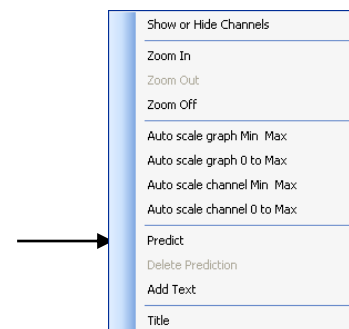 Show or Hide Channels
Zoom In
Zoom Out
Zoom Off
Auto scale graph Min  Max
Auto scale graph 0 to Max
Auto scale channel Min  Max
Auto scale channel 0 to Max
Predict
Delete Prediction
Add Text
Title